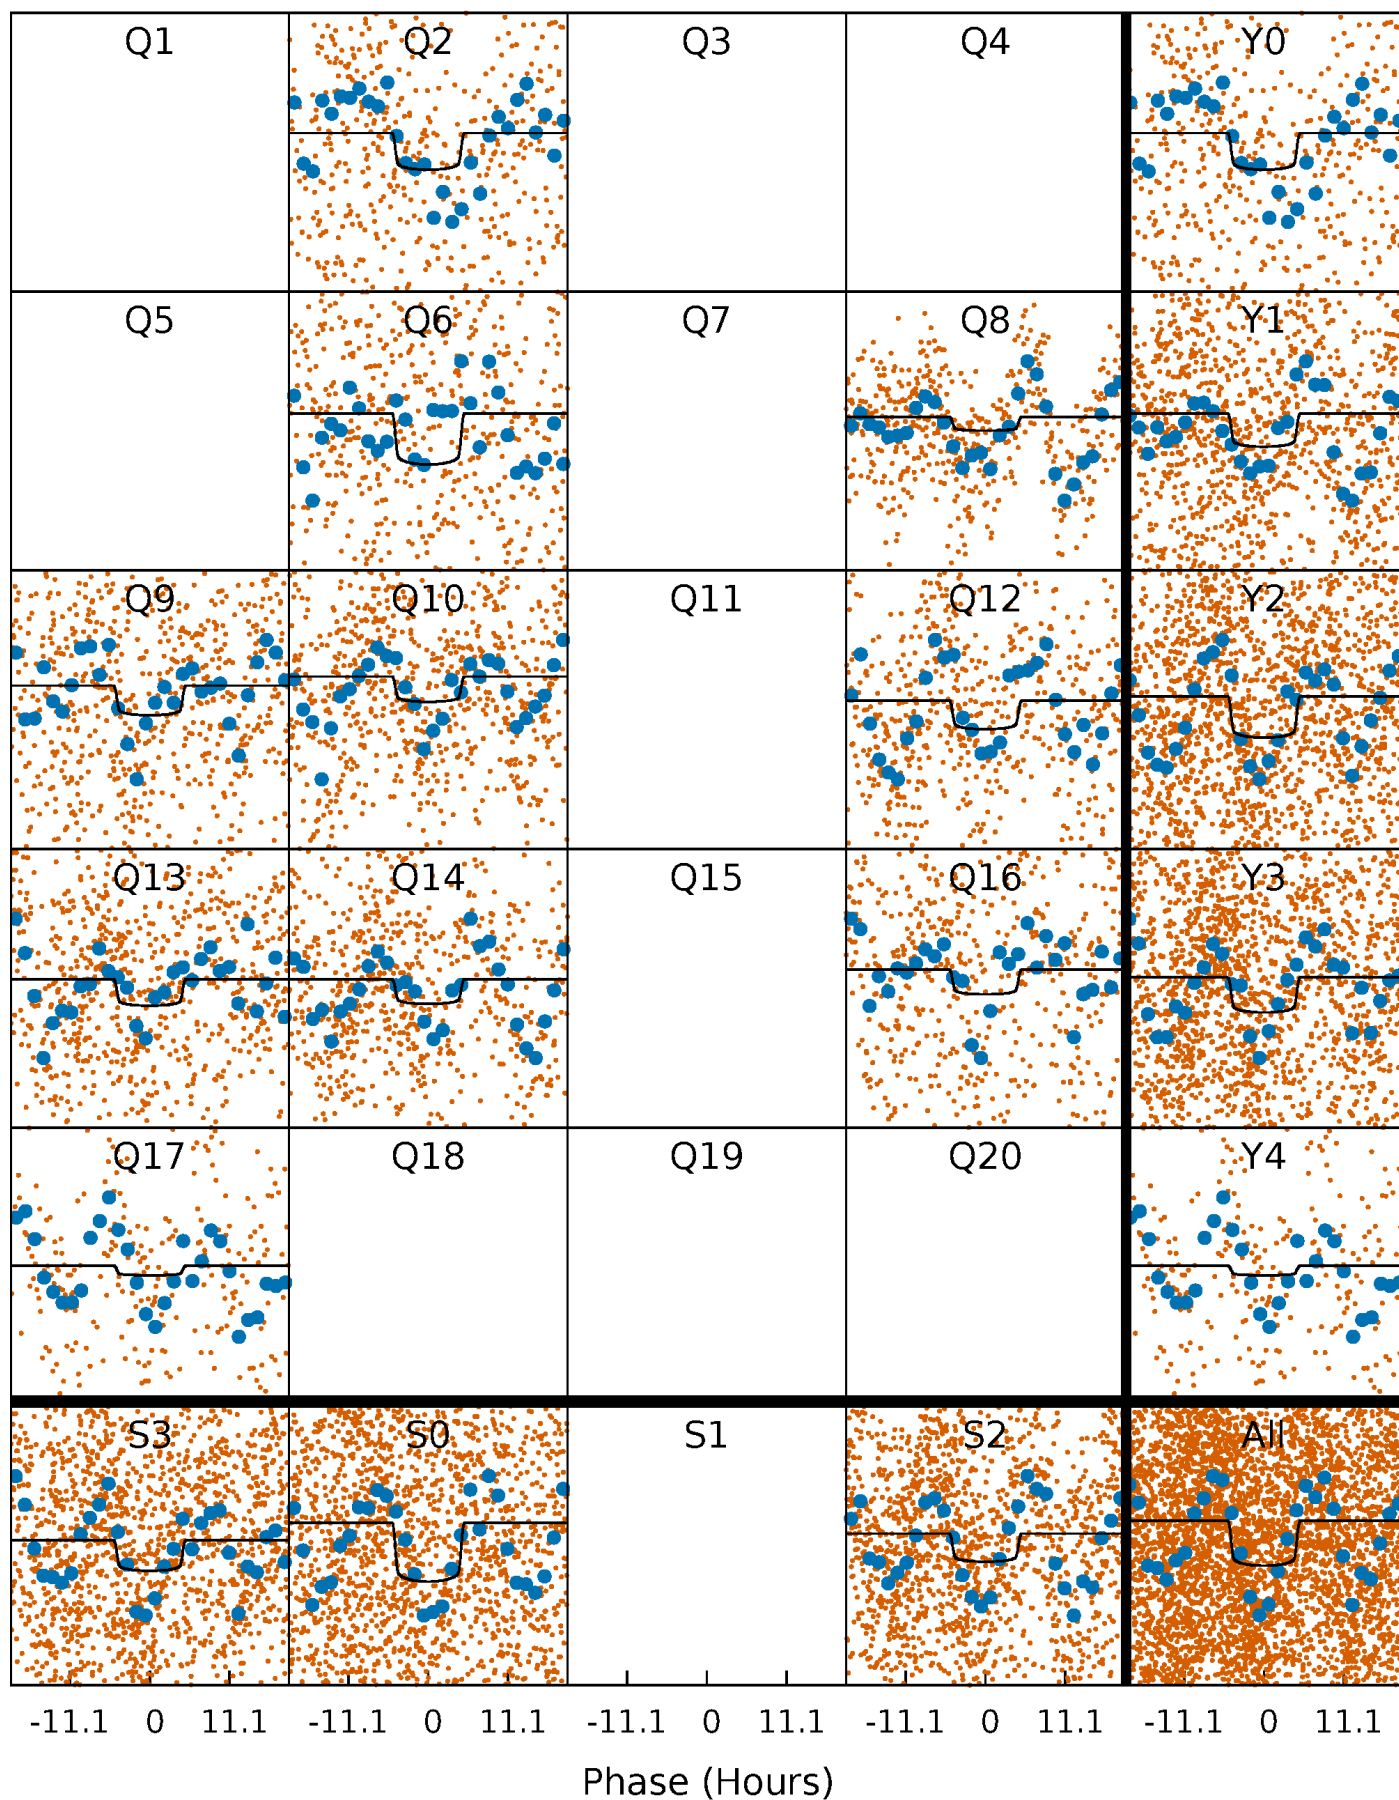 Q1 Q2 Q3 Q4 Y0
Q5 Q6 Q7 Q8 Y1
Q9 Q10 Q11 Q12 Y2
Q13 Q14 Q15 Q16 Y3
Q17 Q18 Q19 Q20 Y4
S3 S0 S1 S2 All
-11.1 0 11.1 -11.1 0 11.1 -11.1 0 11.1 -11.1 0 11.1 -11.1 0 11.1
Phase (Hours)